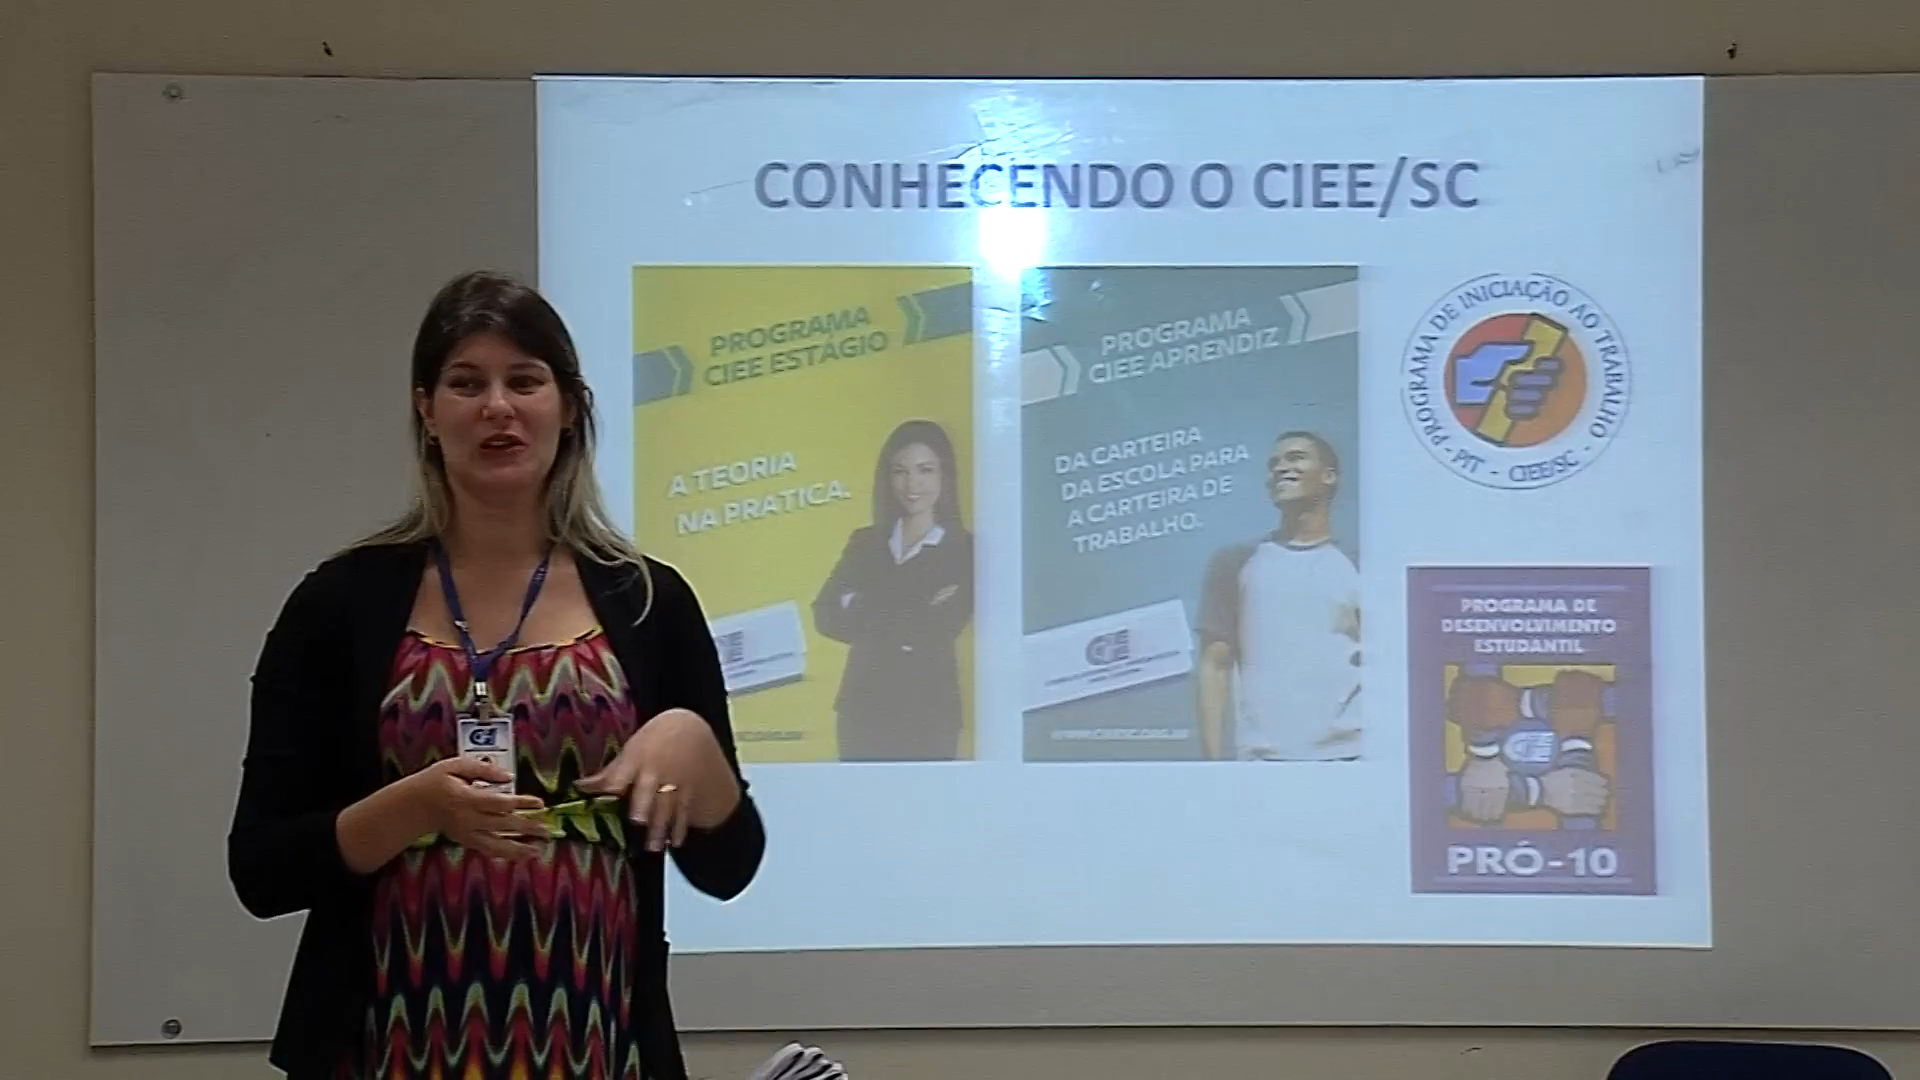 CONHECENDO O CIEE/SC
PROGRAMA
CIEE ESTÁGIO
A TEORIA
NA PRATICA.
PROGRAMA
CIEE APRENDIZ
DA CARTEIRA
DA ESCOLA PARA
A CARTEIRA DE
TRABALHO.
PROGRAMA DE INICIAÇÃO AO TRABALHO
- PIT - CIEE/SC -
PROGRAMA DE
DESENVOLVIMENTO
ESTUDANTIL
PRÓ-10